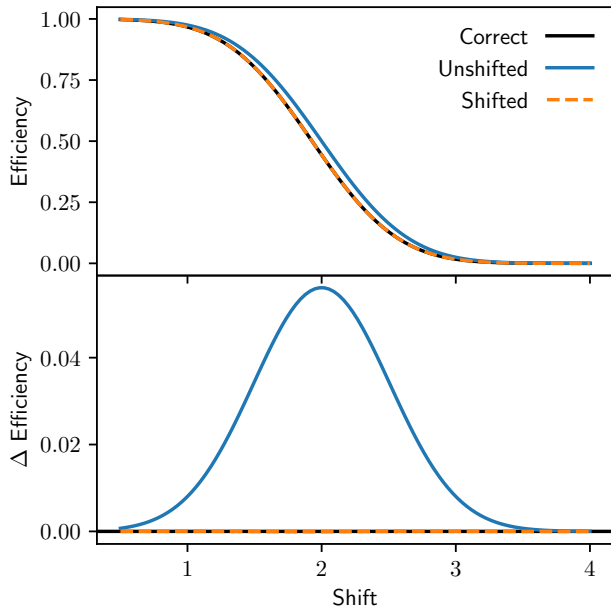 1.00
0.75
0.50
0.25
0.00
Efficiency
Correct
Unshifted
Shifted
0.04
0.02
0.00
Δ Efficiency
1 2 3 4
Shift